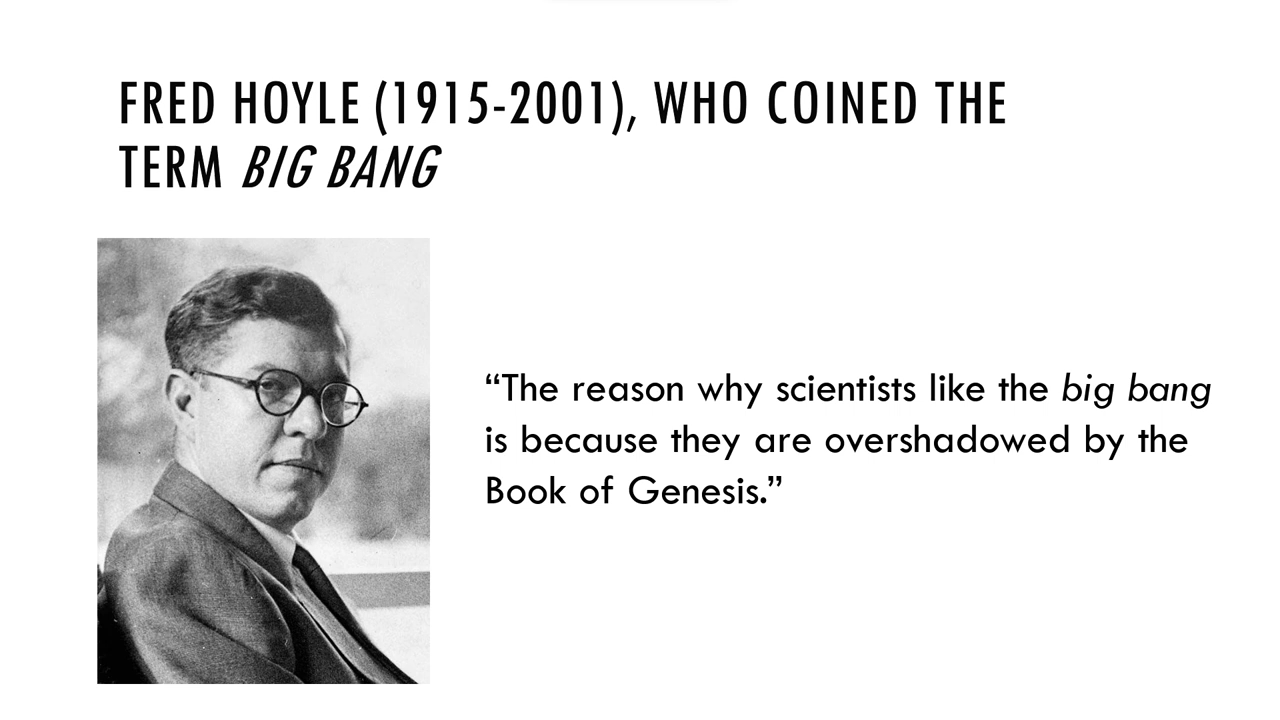 FRED HOYLE (1915-2001), WHO COINED THE
TERM BIG BANG
“The reason why scientists like the big bang
is because they are overshadowed by the
Book of Genesis.”